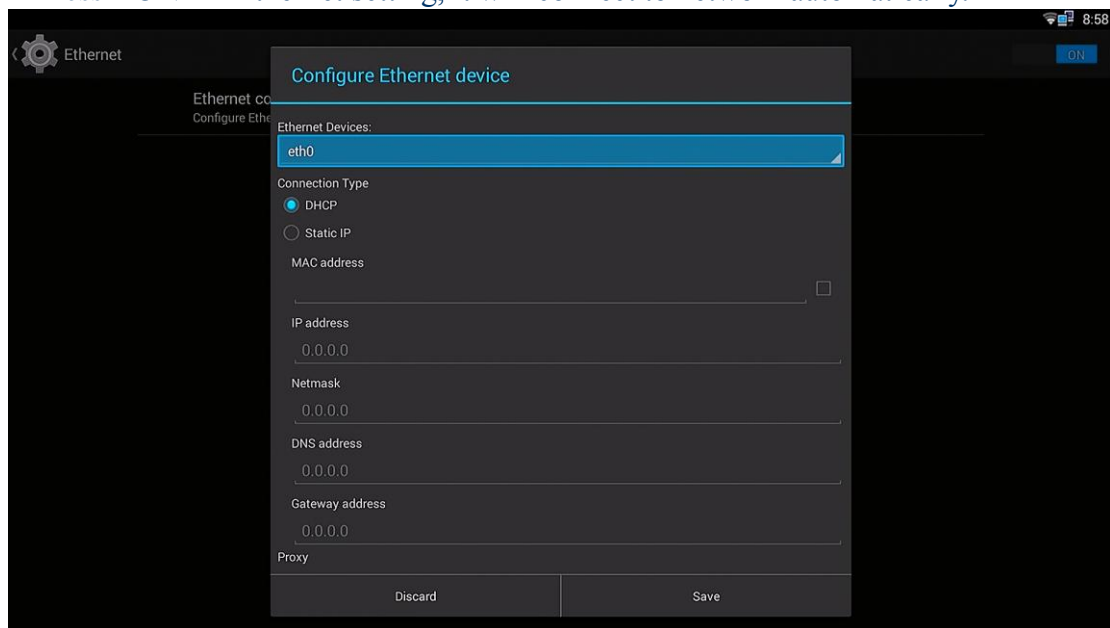 8:58
Ethernet
ON
Configure Ethernet device
Ethernet co
Configure Ethe
Ethernet Devices:
eth0
Connection Type
DHCP
Static IP
MAC address
IP address
0.0.0.0
Netmask
0.0.0.0
DNS address
0.0.0.0
Gateway address
0.0.0.0
Proxy
Discard Save